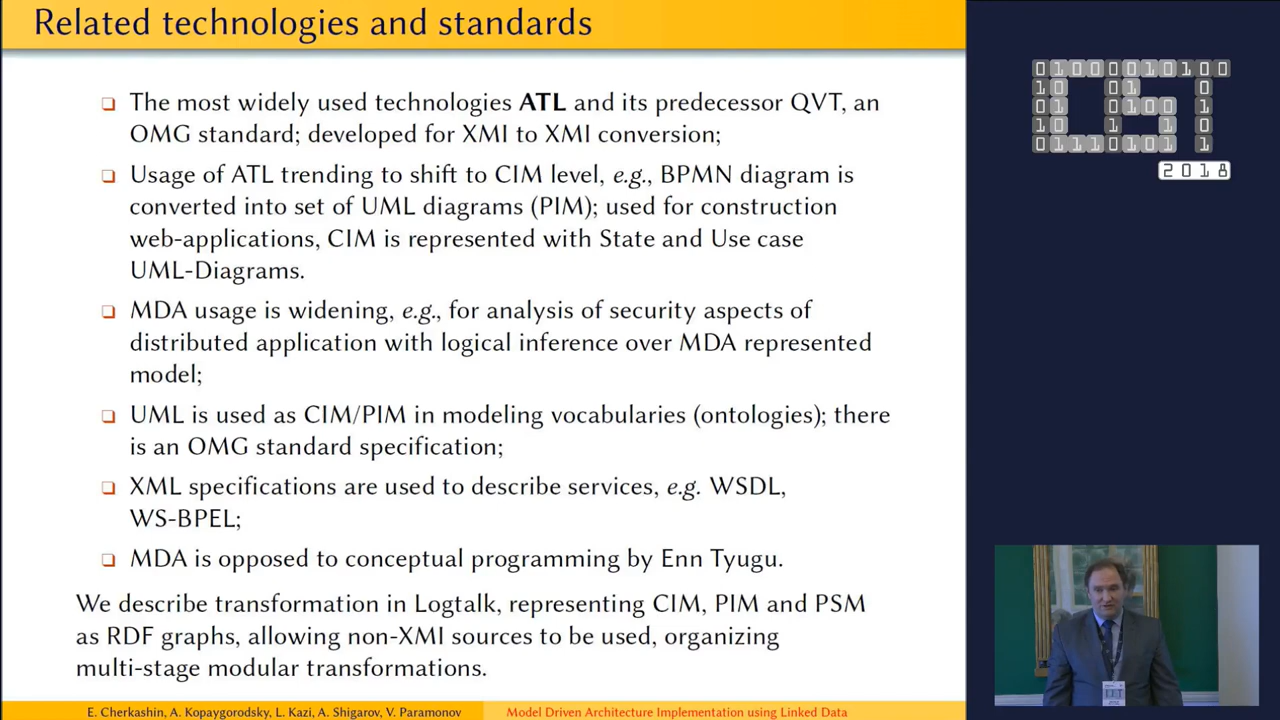 Related technologies and standards
The most widely used technologies ATL and its predecessor QVT, an
OMG standard; developed for XMI to XMI conversion;
Usage of ATL trending to shift to CIM level, e.g., BPMN diagram is
converted into set of UML diagrams (PIM); used for construction
web-applications, CIM is represented with State and Use case
UML-Diagrams.
MDA usage is widening, e.g., for analysis of security aspects of
distributed application with logical inference over MDA represented
model;
UML is used as CIM/PIM in modeling vocabularies (ontologies); there
is an OMG standard specification;
XML specifications are used to describe services, e.g. WSDL,
WS-BPEL;
MDA is opposed to conceptual programming by Enn Tyugu.
We describe transformation in Logtalk, representing CIM, PIM and PSM
as RDF graphs, allowing non-XMI sources to be used, organizing
multi-stage modular transformations.
E. Cherkashin, A. Kopaygorodsky, L. Kazi, A. Shigarov, V. Paramonov
Model Driven Architecture Implementation using Linked Data
2018